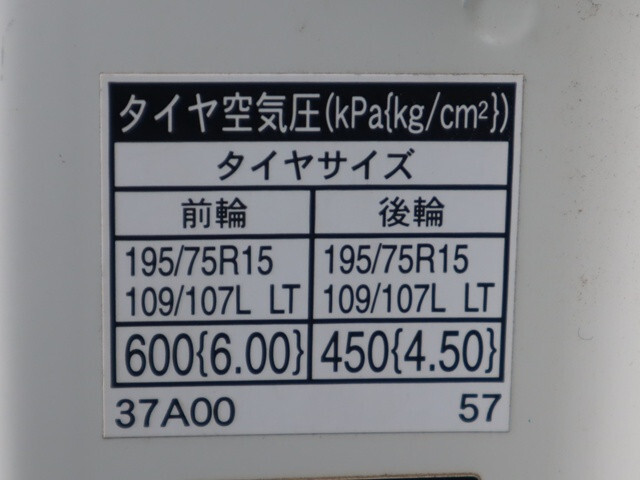 タイヤ空気圧(kPa{kg/cm²})
タイヤサイズ
前輪 後輪
195/75R15 195/75R15
109/107L LT 109/107L LT
600{6.00} 450{4.50}
37A00 57